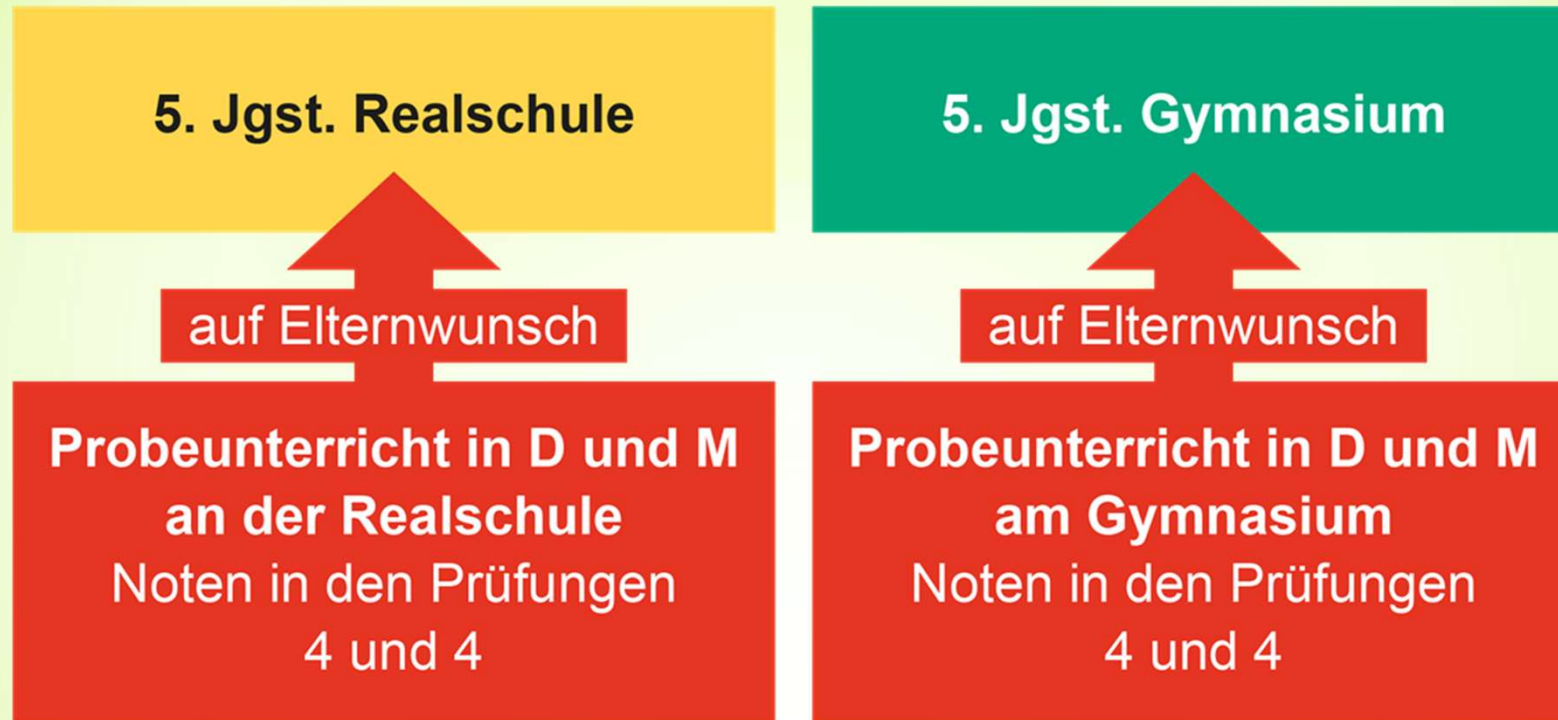 5. Jgst. Realschule
auf Elternwunsch
Probeunterricht in D und M
an der Realschule
Noten in den Prüfungen
4 und 4
5. Jgst. Gymnasium
auf Elternwunsch
Probeunterricht in D und M
am Gymnasium
Noten in den Prüfungen
4 und 4